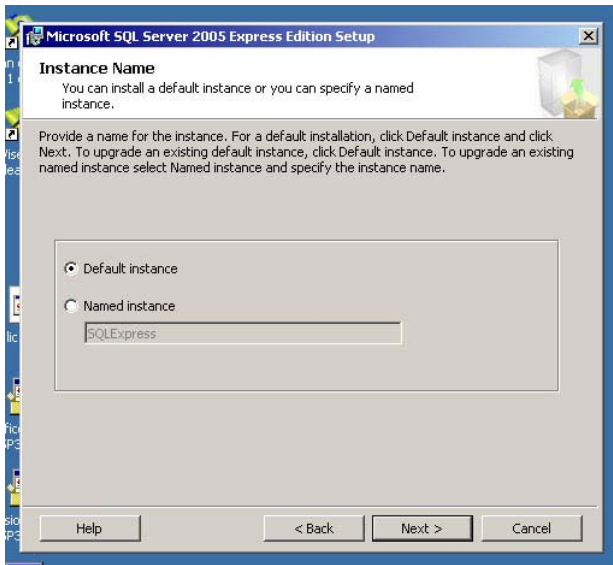 Microsoft SQL Server 2005 Express Edition Setup
Instance Name
You can install a default instance or you can specify a named
instance.
Provide a name for the instance. For a default installation, click Default instance and click
Next. To upgrade an existing default instance, click Default instance. To upgrade an existing
named instance select Named instance and specify the instance name.
Default instance
Named instance
SQLExpress
Help
< Back
Next >
Cancel